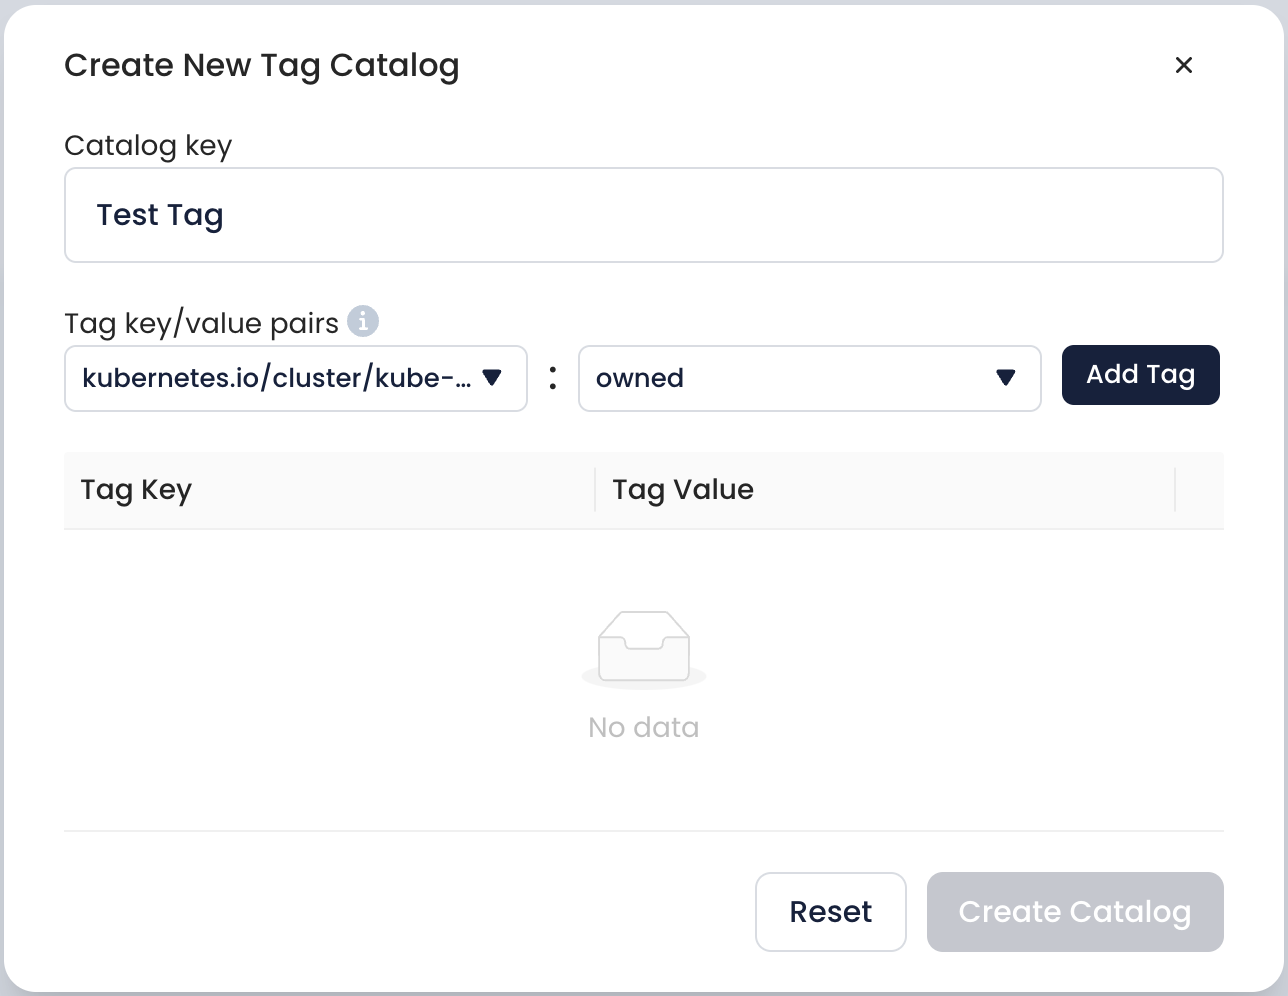 Create New Tag Catalog
Catalog key
Test Tag
Tag key/value pairs
kubernetes.io/cluster/kube-... : owned Add Tag
Tag Key Tag Value
No data
Reset Create Catalog